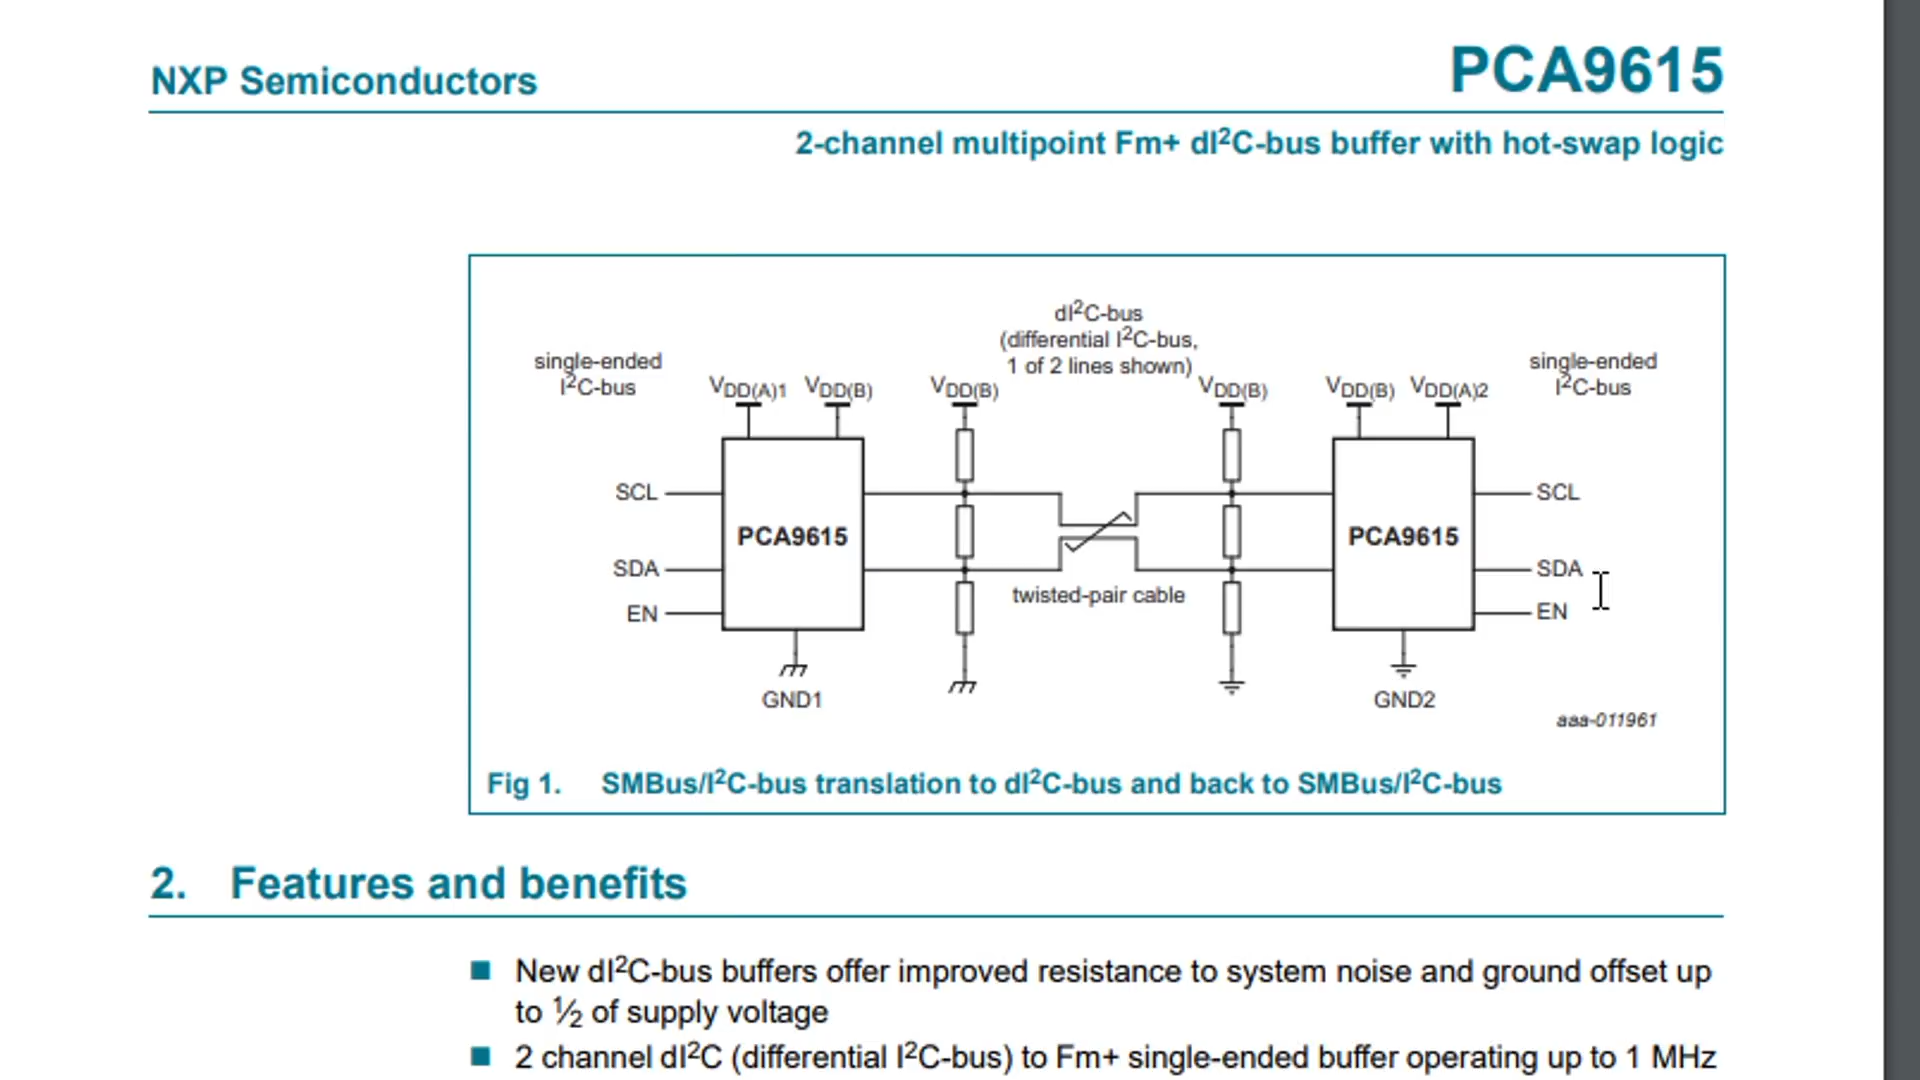 NXP Semiconductors
PCA9615
2-channel multipoint Fm+ dI²C-bus buffer with hot-swap logic
dI²C-bus
(differential I²C-bus,
1 of 2 lines shown)
single-ended
I²C-bus
single-ended
I²C-bus
VDD(A)1 VDD(B) VDD(B) VDD(B) VDD(B) VDD(A)2
SCL
SCL
PCA9615
PCA9615
SDA
SDA
twisted-pair cable
EN
EN
GND1
GND2
aaa-011961
Fig 1. SMBus/I²C-bus translation to dI²C-bus and back to SMBus/I²C-bus
2. Features and benefits
■ New dI²C-bus buffers offer improved resistance to system noise and ground offset up
to ½ of supply voltage
■ 2 channel dI²C (differential I²C-bus) to Fm+ single-ended buffer operating up to 1 MHz